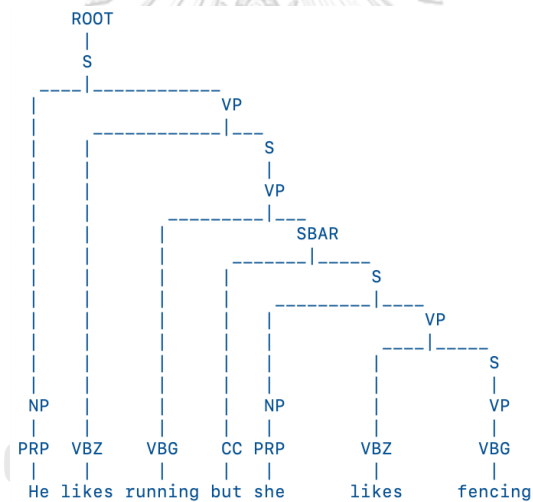 ROOT
S
VP
S
VP
SBAR
S
VP
S
NP NP VP
PRP VBZ VBG CC PRP VBZ VBG
He likes running but she likes fencing